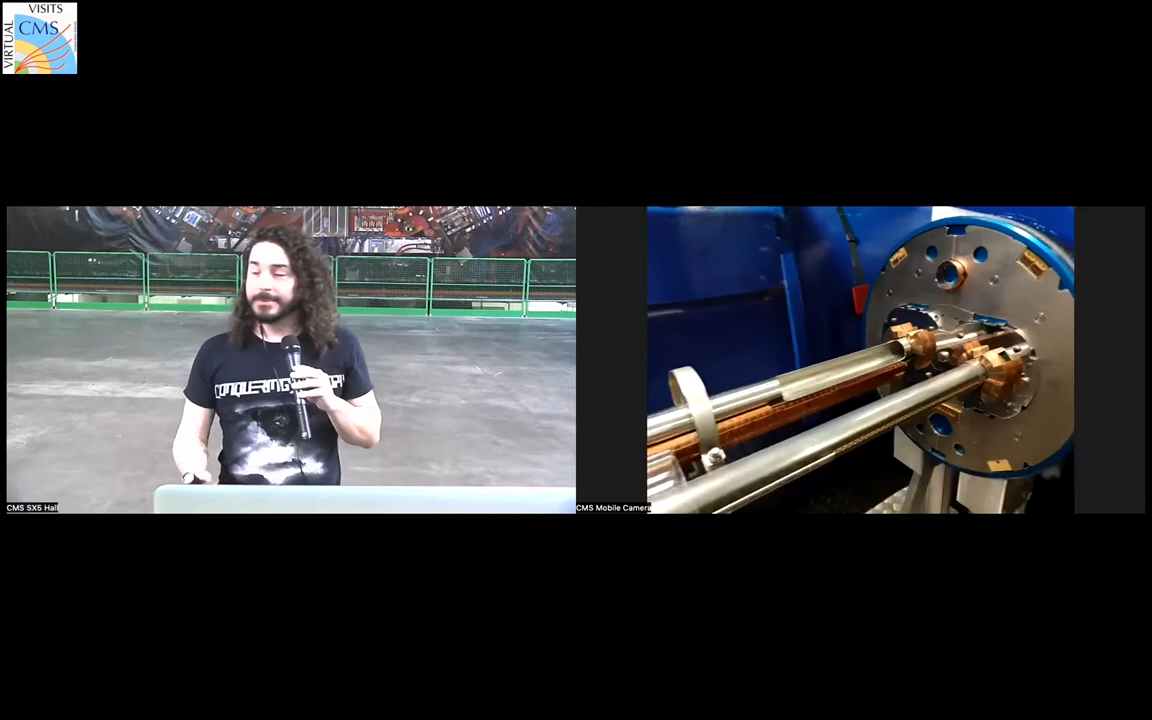 VISITS
CMS
VIRTUAL
CMS SX5 Hall
CMS Mobile Camera